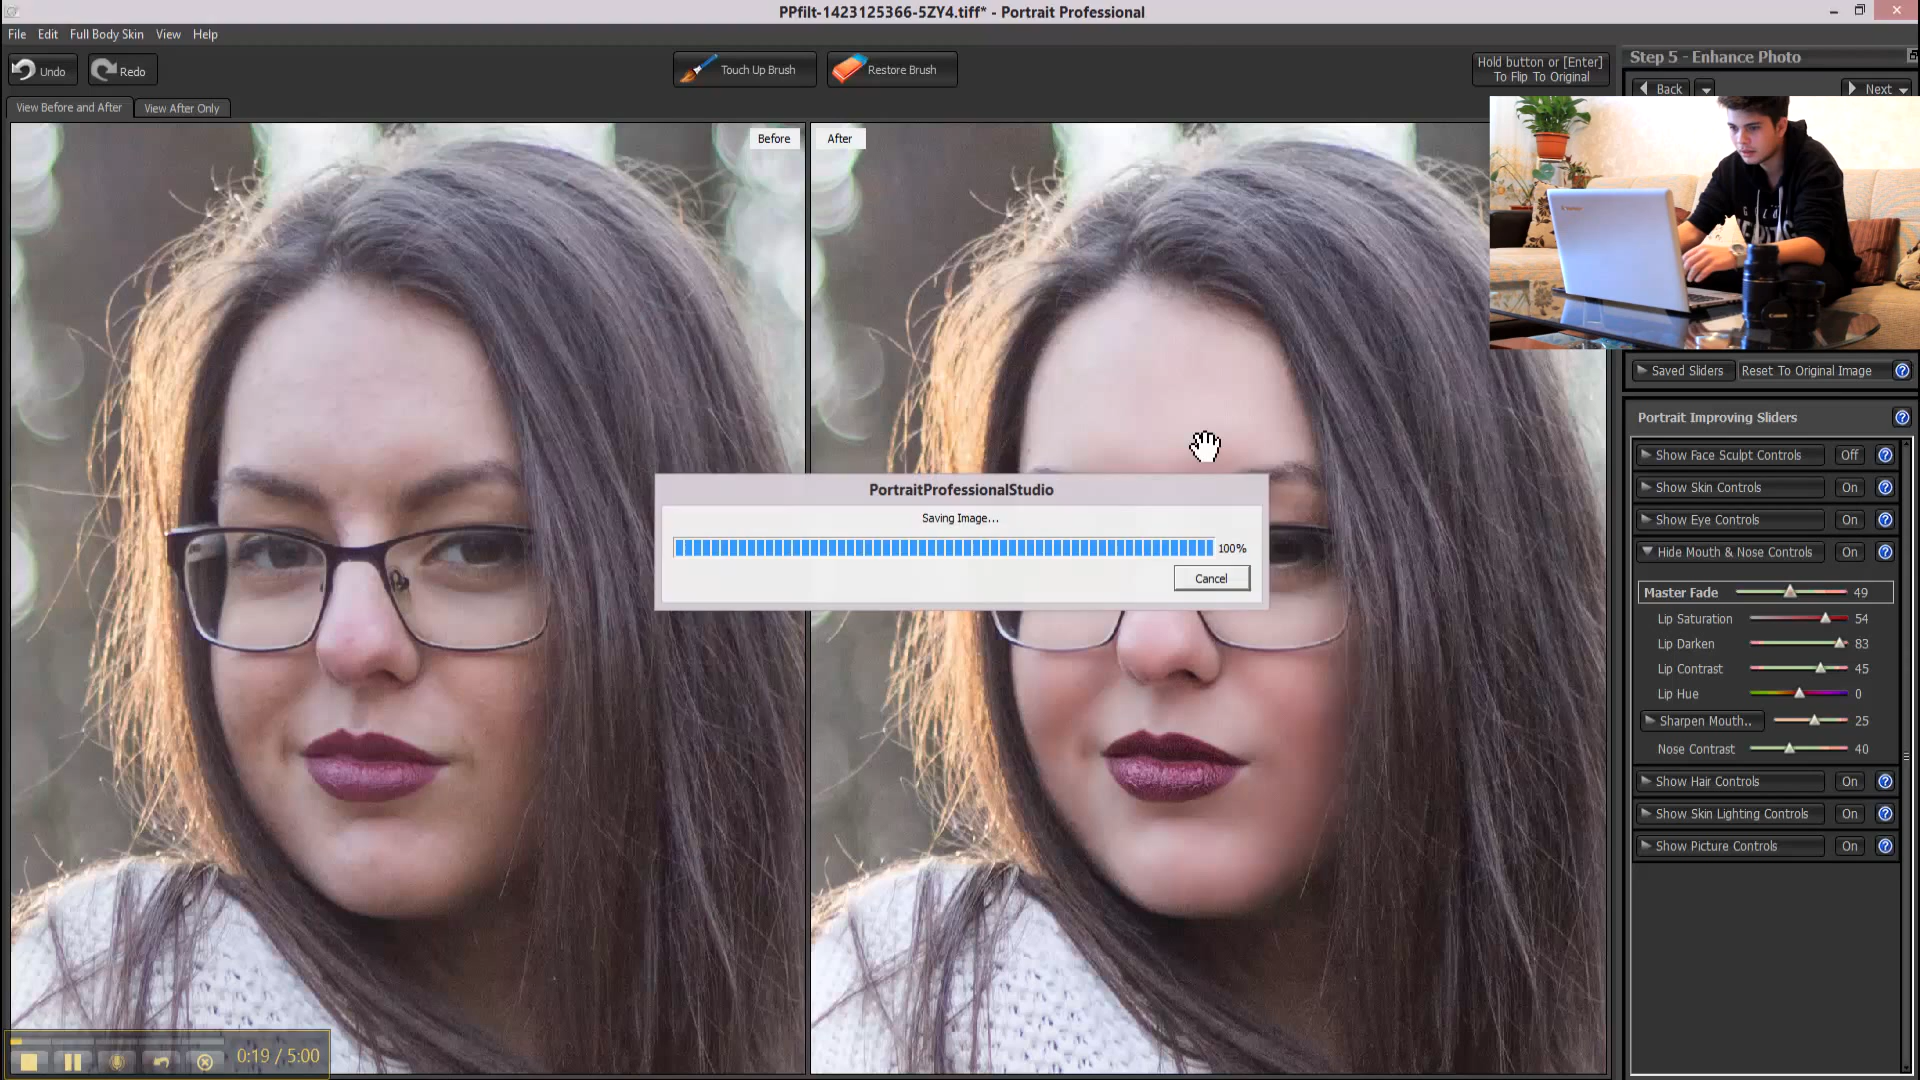 PPfilt-1423125366-5ZY4.tiff* - Portrait Professional
File Edit Full Body Skin View Help
Undo Redo
Touch Up Brush Restore Brush
Hold button or [Enter]
To Flip To Original
Step 5 - Enhance Photo
Back Next
View Before and After View After Only
Before After
Canon
Saved Sliders Reset To Original Image
Portrait Improving Sliders
Show Face Sculpt Controls Off
Show Skin Controls On
Show Eye Controls On
Hide Mouth & Nose Controls On
PortraitProfessionalStudio
Saving Image...
100%
Cancel
Master Fade 49
Lip Saturation 54
Lip Darken 83
Lip Contrast 45
Lip Hue 0
Sharpen Mouth.. 25
Nose Contrast 40
Show Hair Controls On
Show Skin Lighting Controls On
Show Picture Controls On
0:19 / 5:00